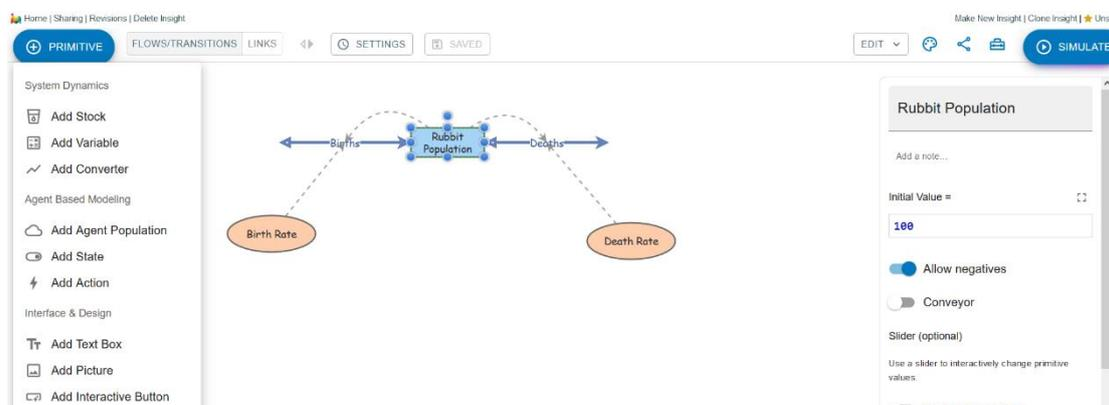 Home | Sharing | Revisions | Delete Insight
Make New Insight | Clone Insight | Uns
PRIMITIVE
FLOWS/TRANSITIONS LINKS
SETTINGS
SAVED
EDIT
SIMULATE
System Dynamics
Add Stock
Add Variable
Add Converter
Agent Based Modeling
Add Agent Population
Add State
Add Action
Interface & Design
Add Text Box
Add Picture
Add Interactive Button
Births
Rubbit
Population
Deaths
Birth Rate
Death Rate
Rubbit Population
Add a note...
Initial Value =
100
Allow negatives
Conveyor
Slider (optional)
Use a slider to interactively change primitive
values